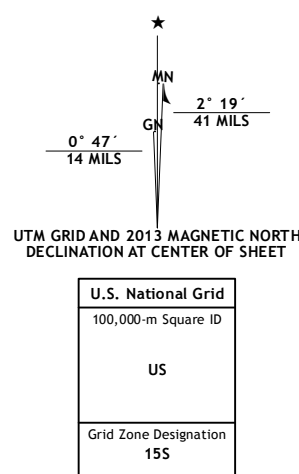 ★
MN
GN
2° 19´
41 MILS
0° 47´
14 MILS
UTM GRID AND 2013 MAGNETIC NORTH
DECLINATION AT CENTER OF SHEET
U.S. National Grid
100,000-m Square ID
US
Grid Zone Designation
15S